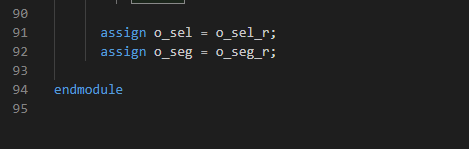 90
91 assign o_sel = o_sel_r;
92 assign o_seg = o_seg_r;
93
94 endmodule
95